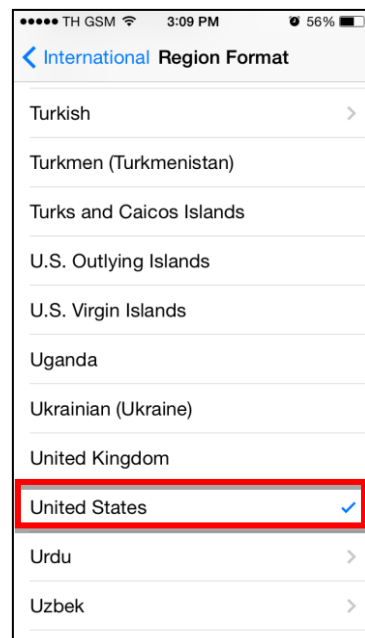 TH GSM 3:09 PM 56%
International Region Format
Turkish
Turkmen (Turkmenistan)
Turks and Caicos Islands
U.S. Outlying Islands
U.S. Virgin Islands
Uganda
Ukrainian (Ukraine)
United Kingdom
United States
Urdu
Uzbek